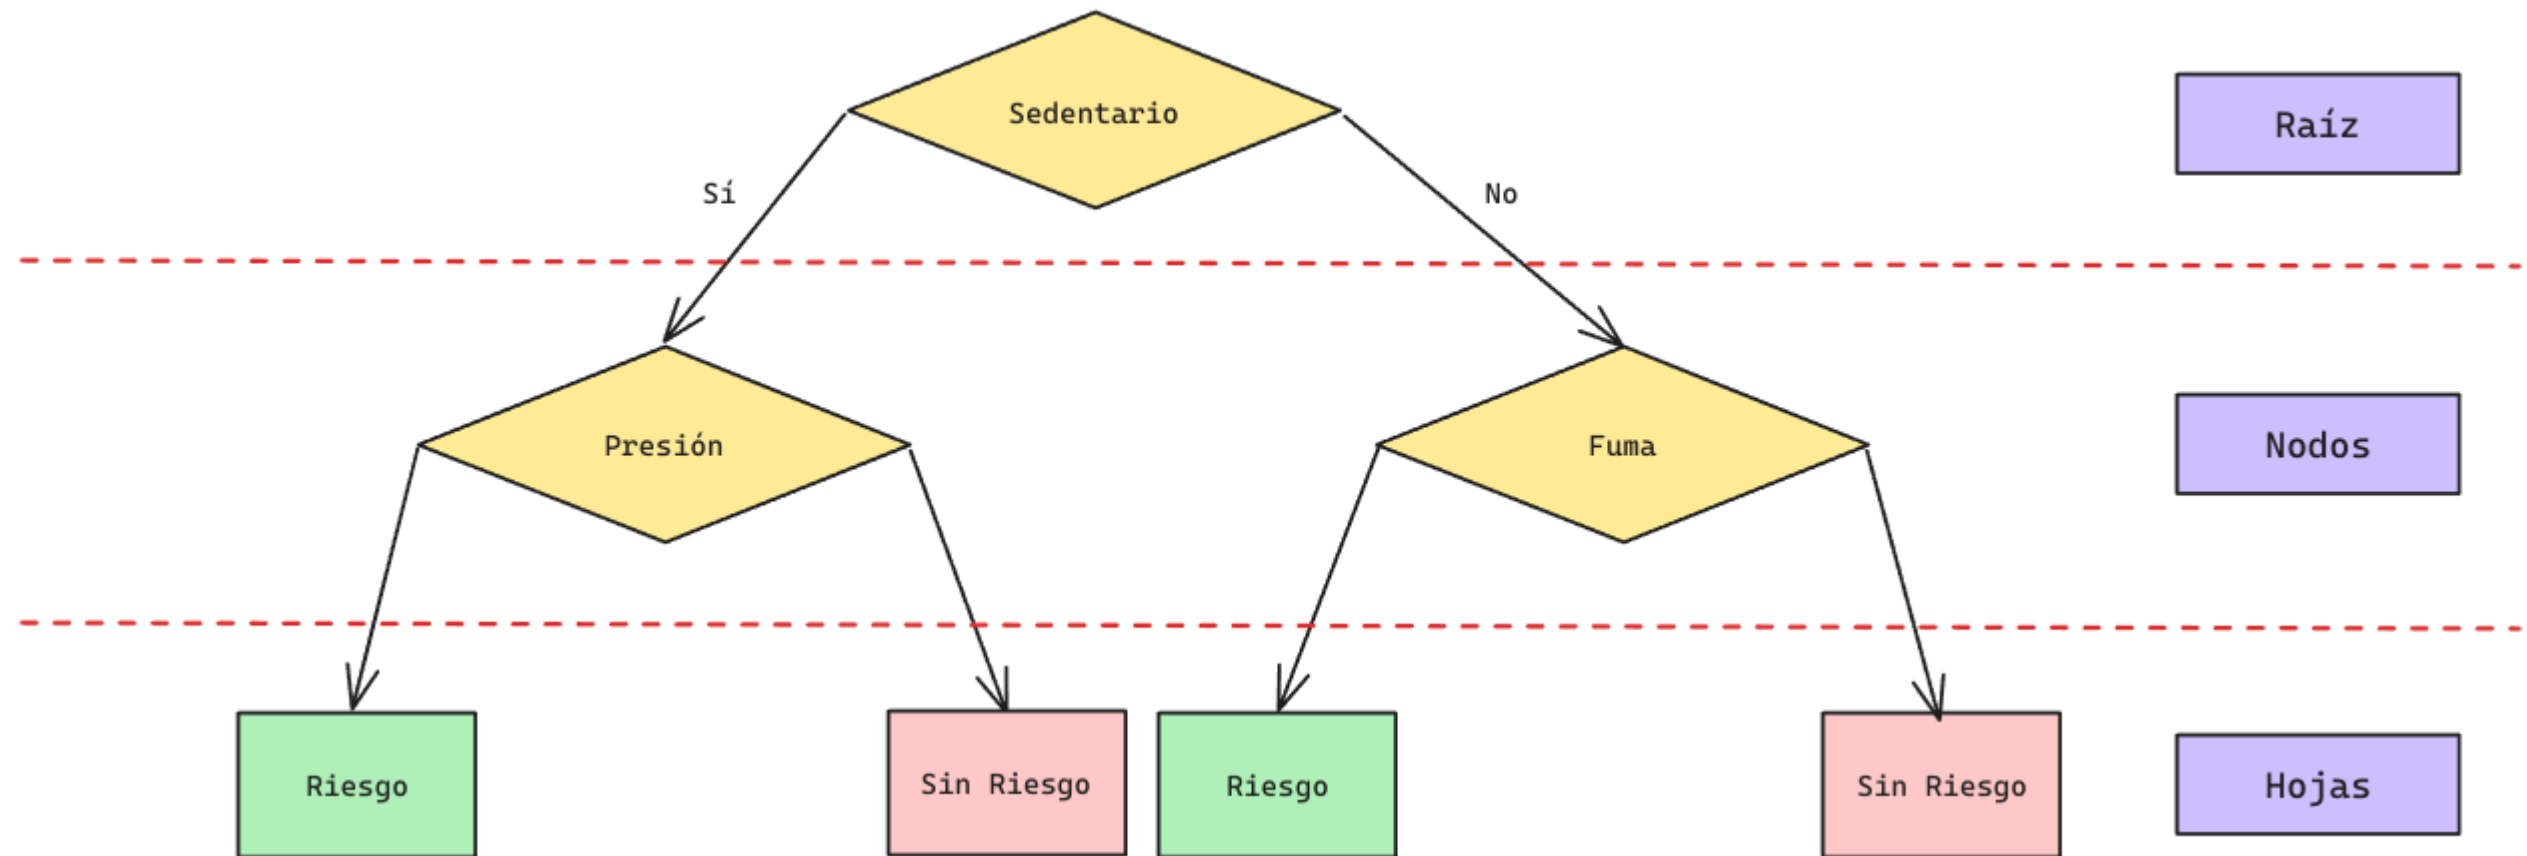 Sedentario
Raíz
Sí
No
Presión
Fuma
Nodos
Riesgo
Sin Riesgo
Riesgo
Sin Riesgo
Hojas